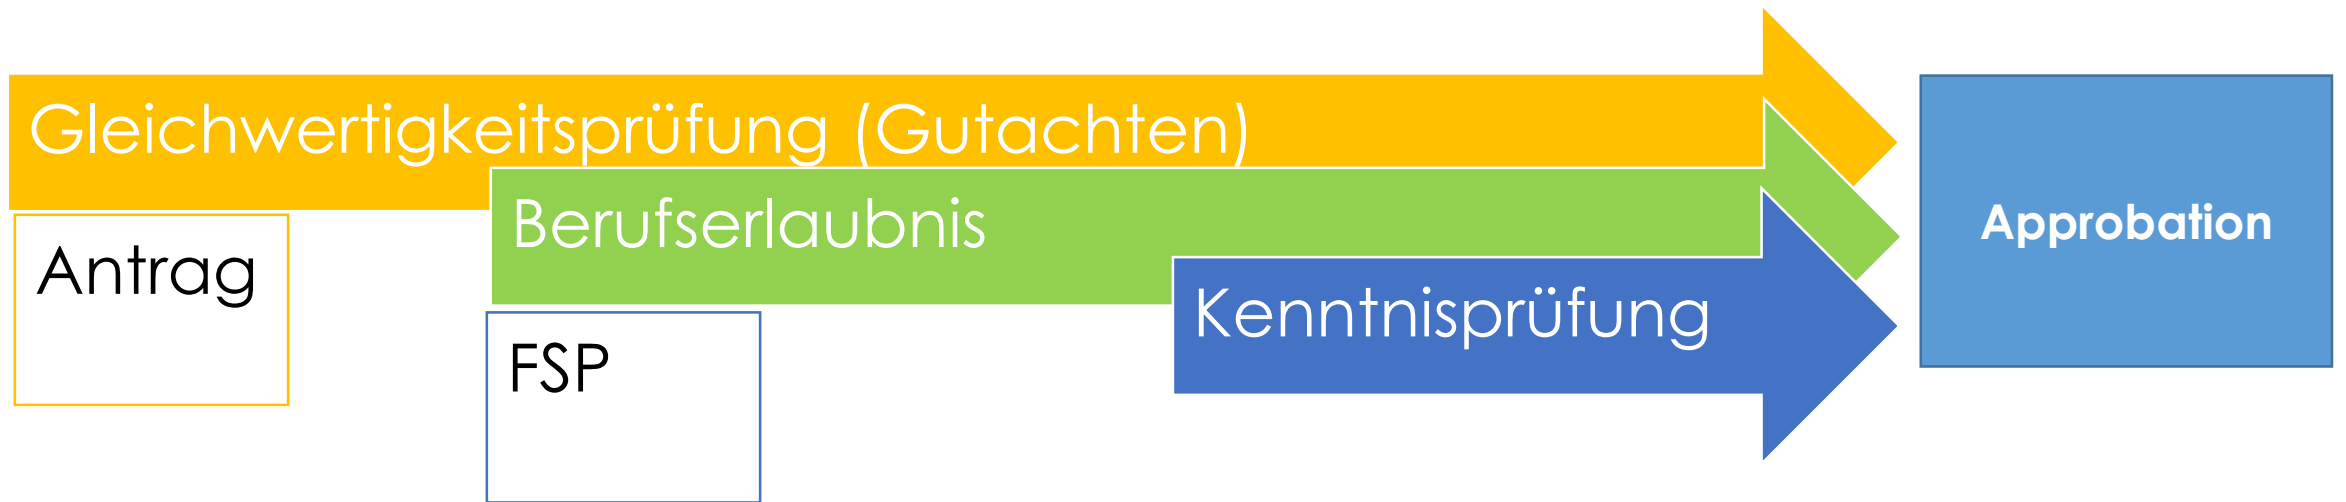 Gleichwertigkeitsprüfung (Gutachten)
Berufserlaubnis
Approbation
Antrag
Kenntnisprüfung
FSP